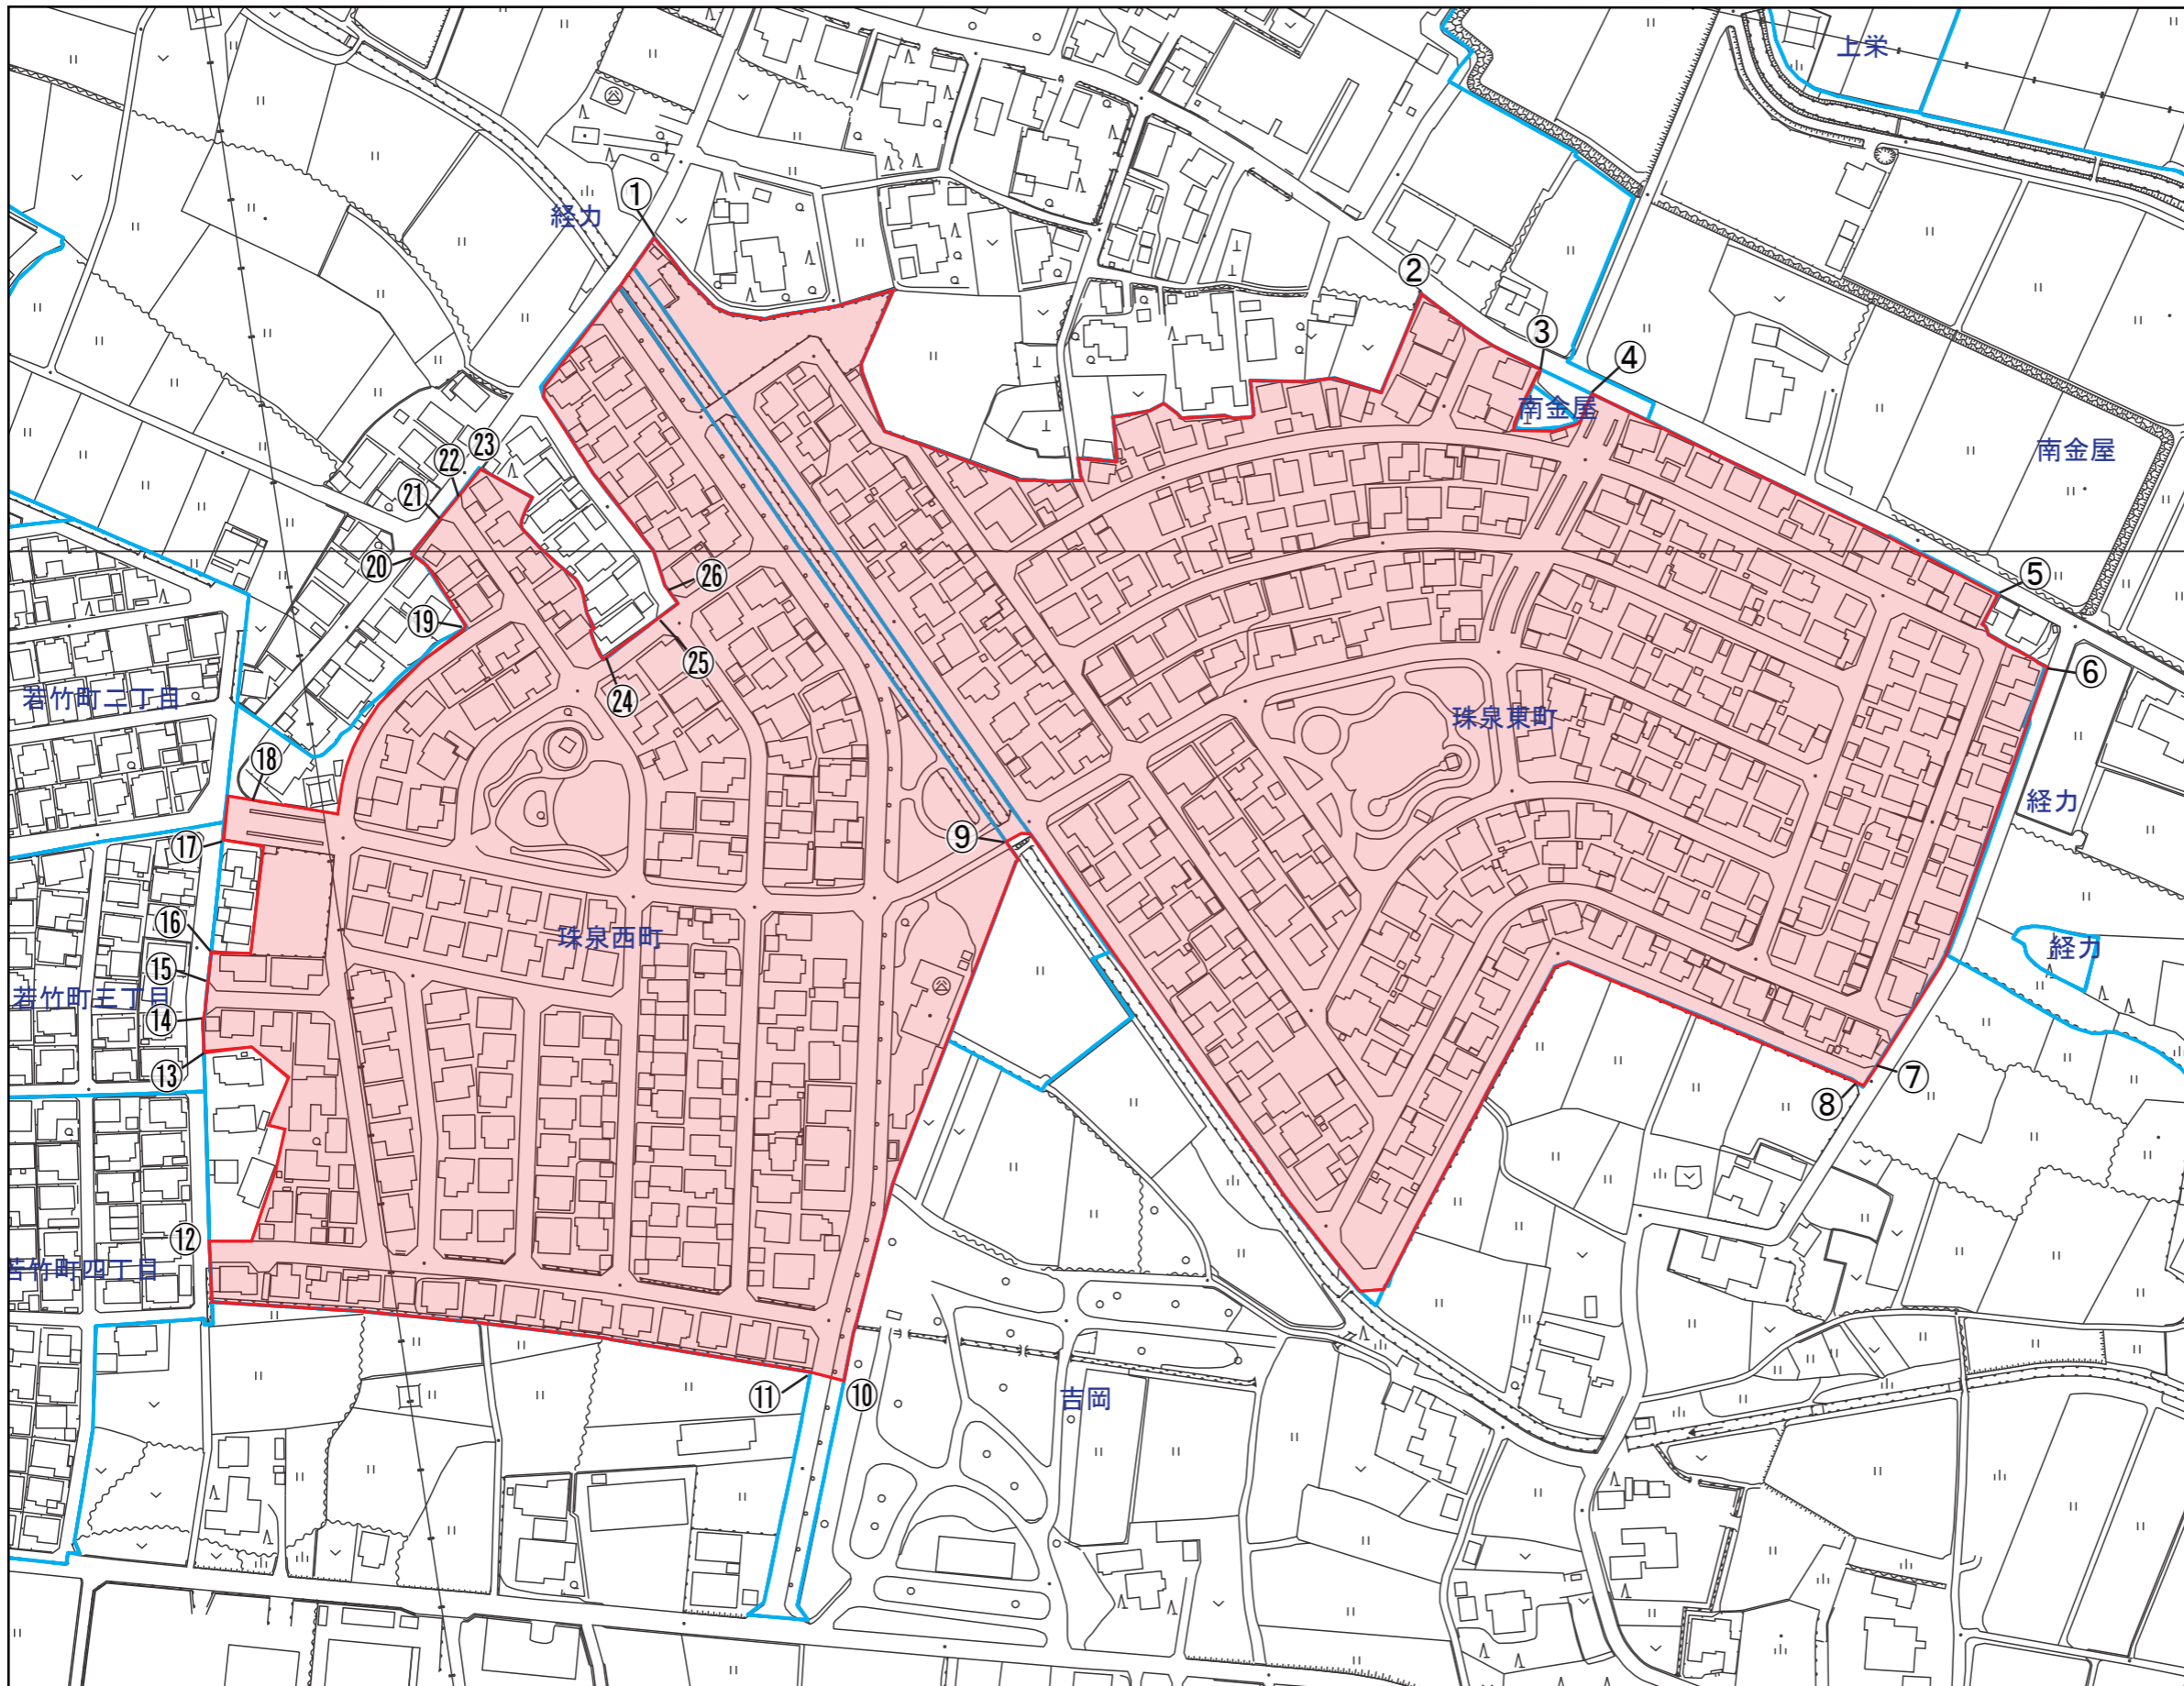 上栄
①
経力
②
③
④
南金屋
南金屋
㉓
㉒
㉑
⑳
㉖
⑤
⑲
㉕
⑥
若竹町二丁目
㉔
珠泉東町
⑱
経力
⑰
⑨
⑯
珠泉西町
経力
⑮
若竹町三丁目
⑭
⑬
⑦
⑧
⑫
若竹町四丁目
⑪
⑩
吉岡